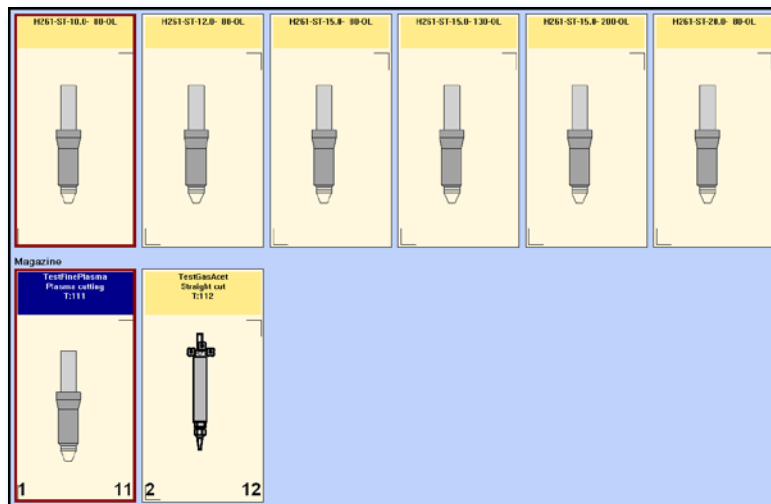 H261-ST-10.0- 80-OL
H261-ST-12.0- 80-OL
H261-ST-15.0- 80-OL
H261-ST-15.0- 130-OL
H261-ST-15.0- 200-OL
H261-ST-20.0- 80-OL
Magazine
TestFinePlasma
Plasma cutting
T:111
1 11
TestGasAcet
Straight cut
T:112
2 12